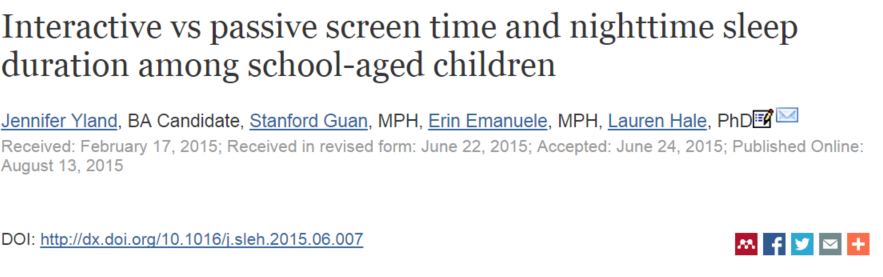 Interactive vs passive screen time and nighttime sleep
duration among school-aged children
Jennifer Yland, BA Candidate, Stanford Guan, MPH, Erin Emanuele, MPH, Lauren Hale, PhD
Received: February 17, 2015; Received in revised form: June 22, 2015; Accepted: June 24, 2015; Published Online:
August 13, 2015
DOI: http://dx.doi.org/10.1016/j.sleh.2015.06.007